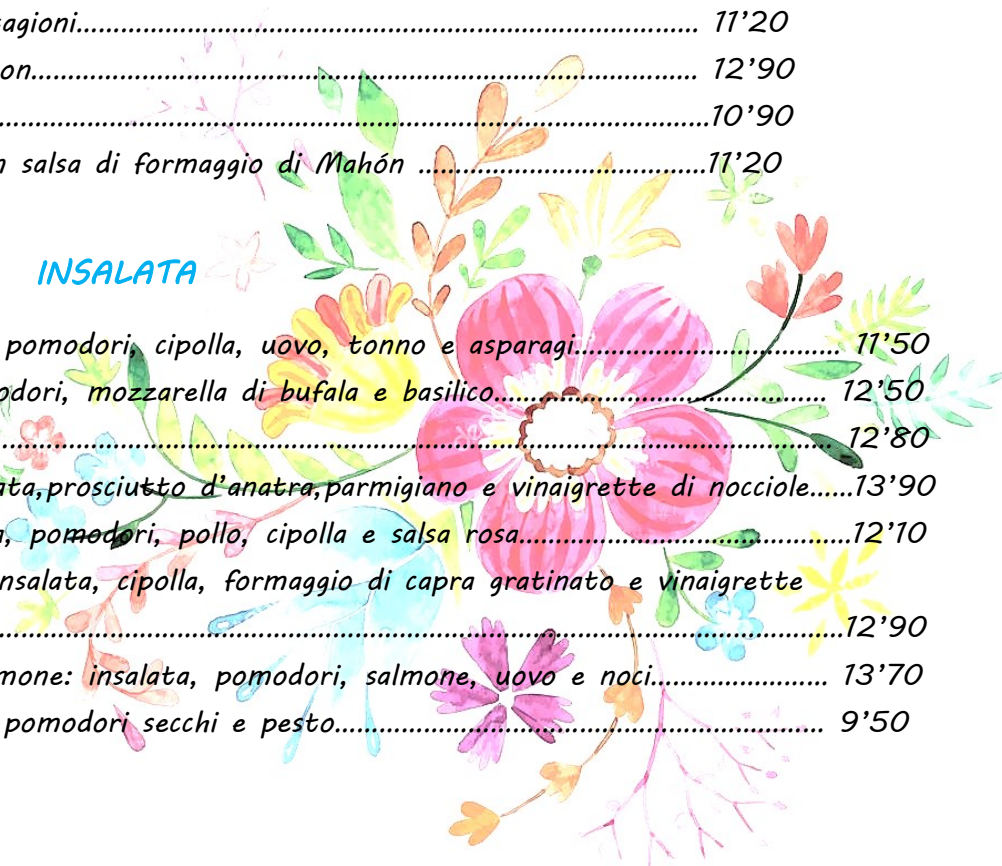 agioni.................................................................................... 11'20
on.......................................................................................... 12'90
................................................................................................10'90
n salsa di formaggio di Mahón .......................................11'20
INSALATA
pomodori, cipolla, uovo, tonno e asparagi..................................... 11'50
odori, mozzarella di bufala e basilico............................................. 12'50
......................................................................................................... 12'80
ata,prosciutto d'anatra,parmigiano e vinaigrette di nocciole......13'90
a, pomodori, pollo, cipolla e salsa rosa.............................................12'10
nsalata, cipolla, formaggio di capra gratinato e vinaigrette
...........................................................................................................12'90
mone: insalata, pomodori, salmone, uovo e noci........................ 13'70
pomodori secchi e pesto.................................................................. 9'50